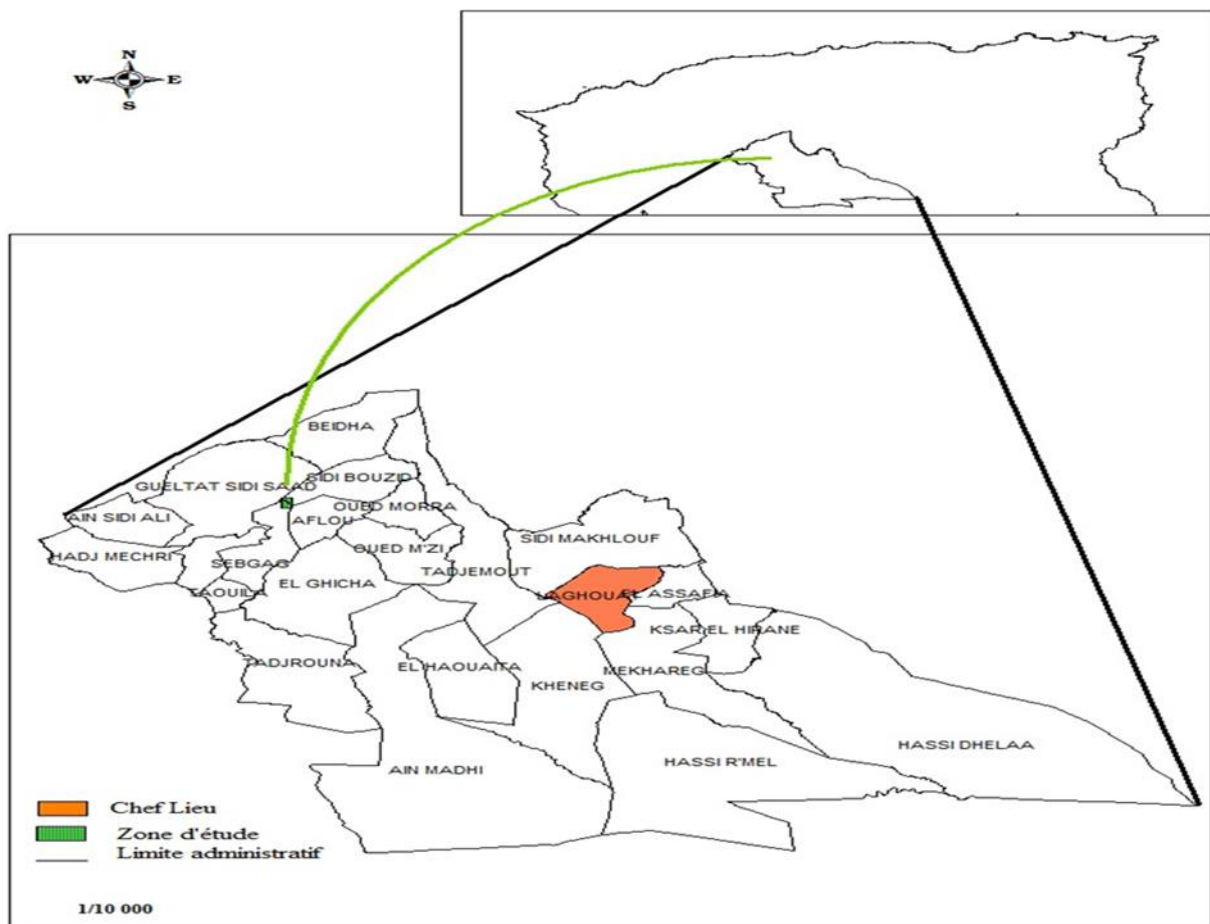 N
W E
S
BEIDHA
GUELTAT SIDI SAAD
SIDI BOUZID
AIN SIDI ALI
AFLOU
OUED MORRA
HADJ MECHRI
SEBGAG
OUED M'ZI
SIDI MAKHLOUF
TAOUILA
EL GHICHA
TADJEMOUT
LAGHOUAT
EL ASSAFIA
KSAR EL HIRANE
TADJROUNA
EL HAOUAITA
KHENEG
MEKHAREG
AIN MADHI
HASSI R'MEL
HASSI DHELAA
Chef Lieu
Zone d'étude
Limite administratif
1/10 000